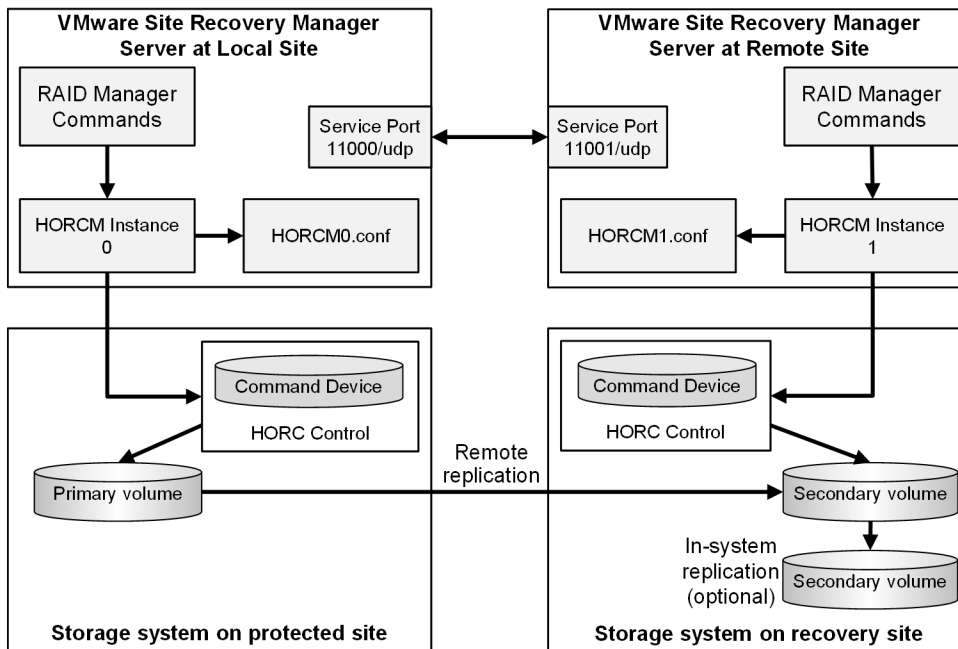 VMware Site Recovery Manager
Server at Local Site
RAID Manager
Commands
Service Port
11000/udp
HORCM Instance
0
HORCM0.conf
VMware Site Recovery Manager
Server at Remote Site
RAID Manager
Commands
Service Port
11001/udp
HORCM1.conf
HORCM Instance
1
Command Device
HORC Control
Primary volume
Remote
replication
Storage system on protected site
Command Device
HORC Control
Secondary volume
In-system
replication
(optional)
Secondary volume
Storage system on recovery site